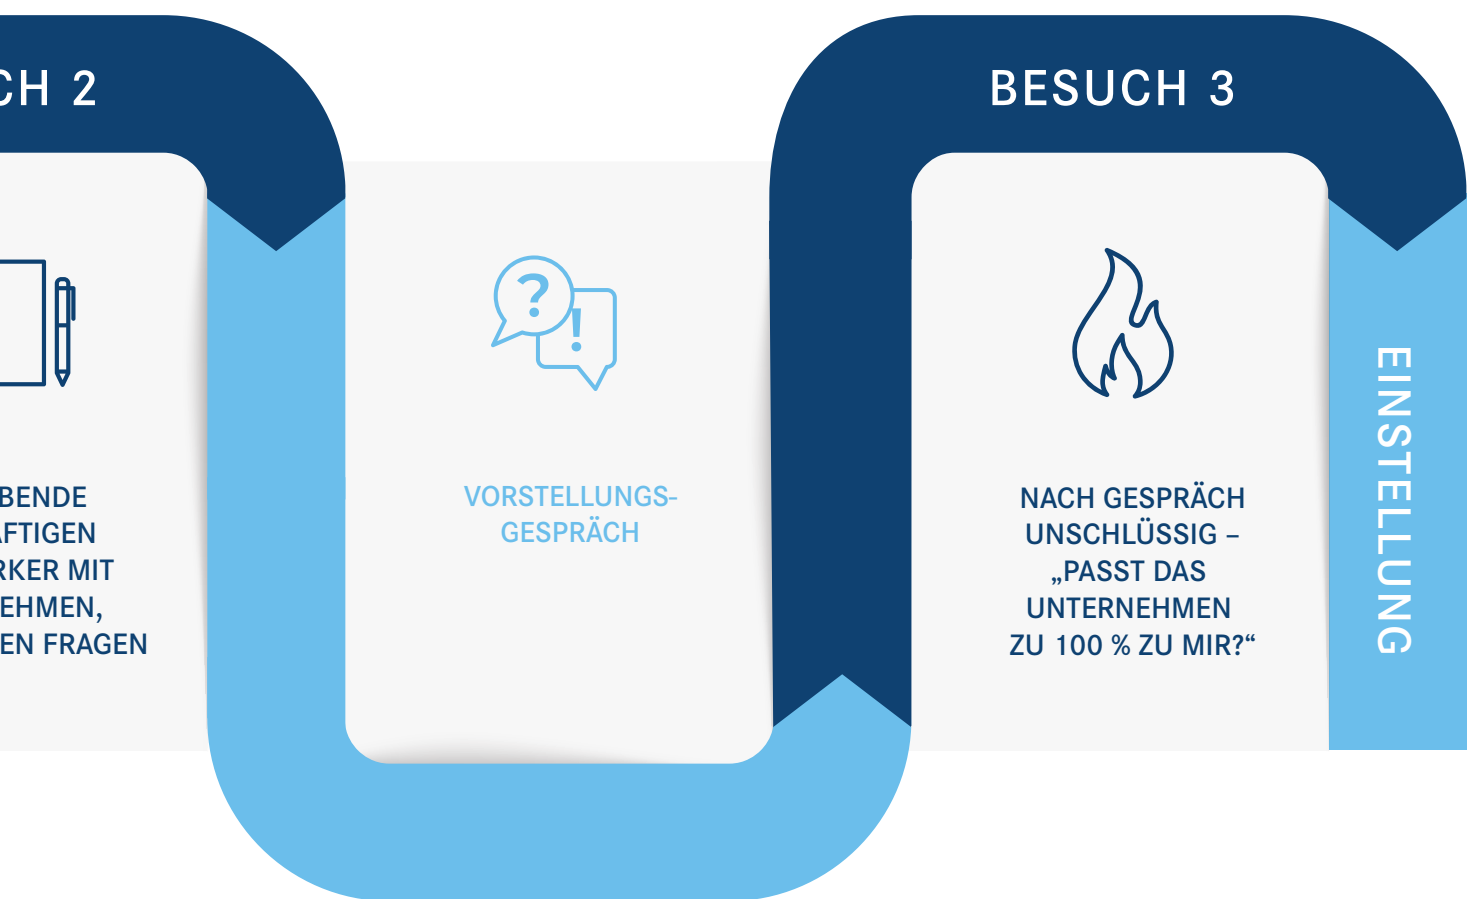 CH 2
BENDE
ÄFTIGEN
RKER MIT
EHMEN,
EN FRAGEN
?
!
VORSTELLUNGS-
GESPRÄCH
BESUCH 3
NACH GESPRÄCH
UNSCHLÜSSIG –
„PASST DAS
UNTERNEHMEN
ZU 100 % ZU MIR?“
EINSTELLUNG